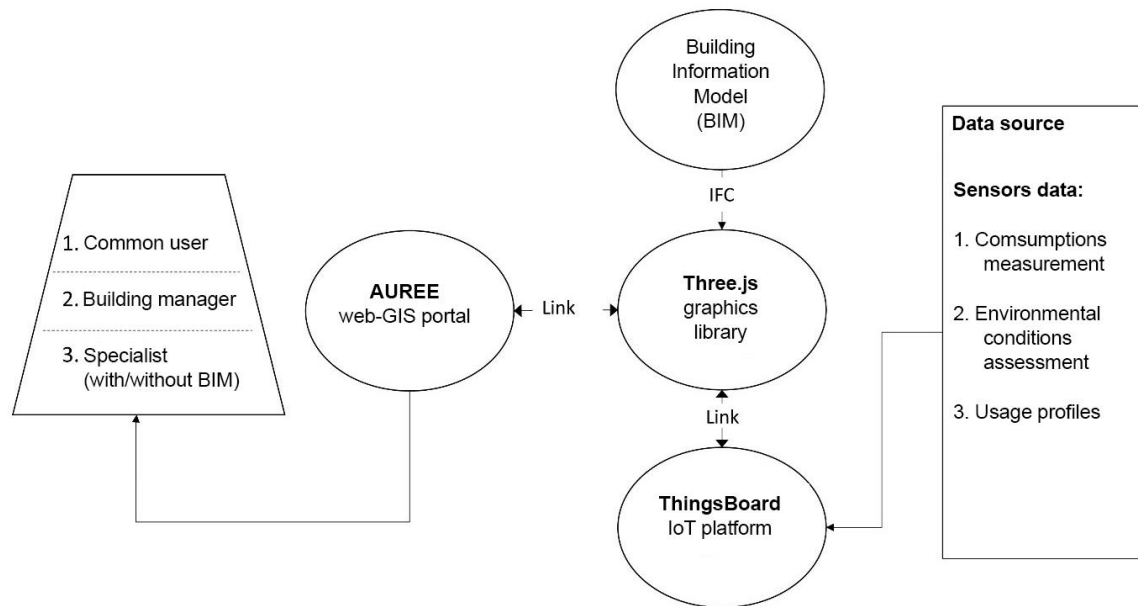 Building
Information
Model
(BIM)
IFC
1. Common user
2. Building manager
3. Specialist
(with/without BIM)
AUREE
web-GIS portal
Link
Three.js
graphics
library
Link
ThingsBoard
IoT platform
Data source
Sensors data:
1. Comsumptions
measurement
2. Environmental
conditions
assessment
3. Usage profiles